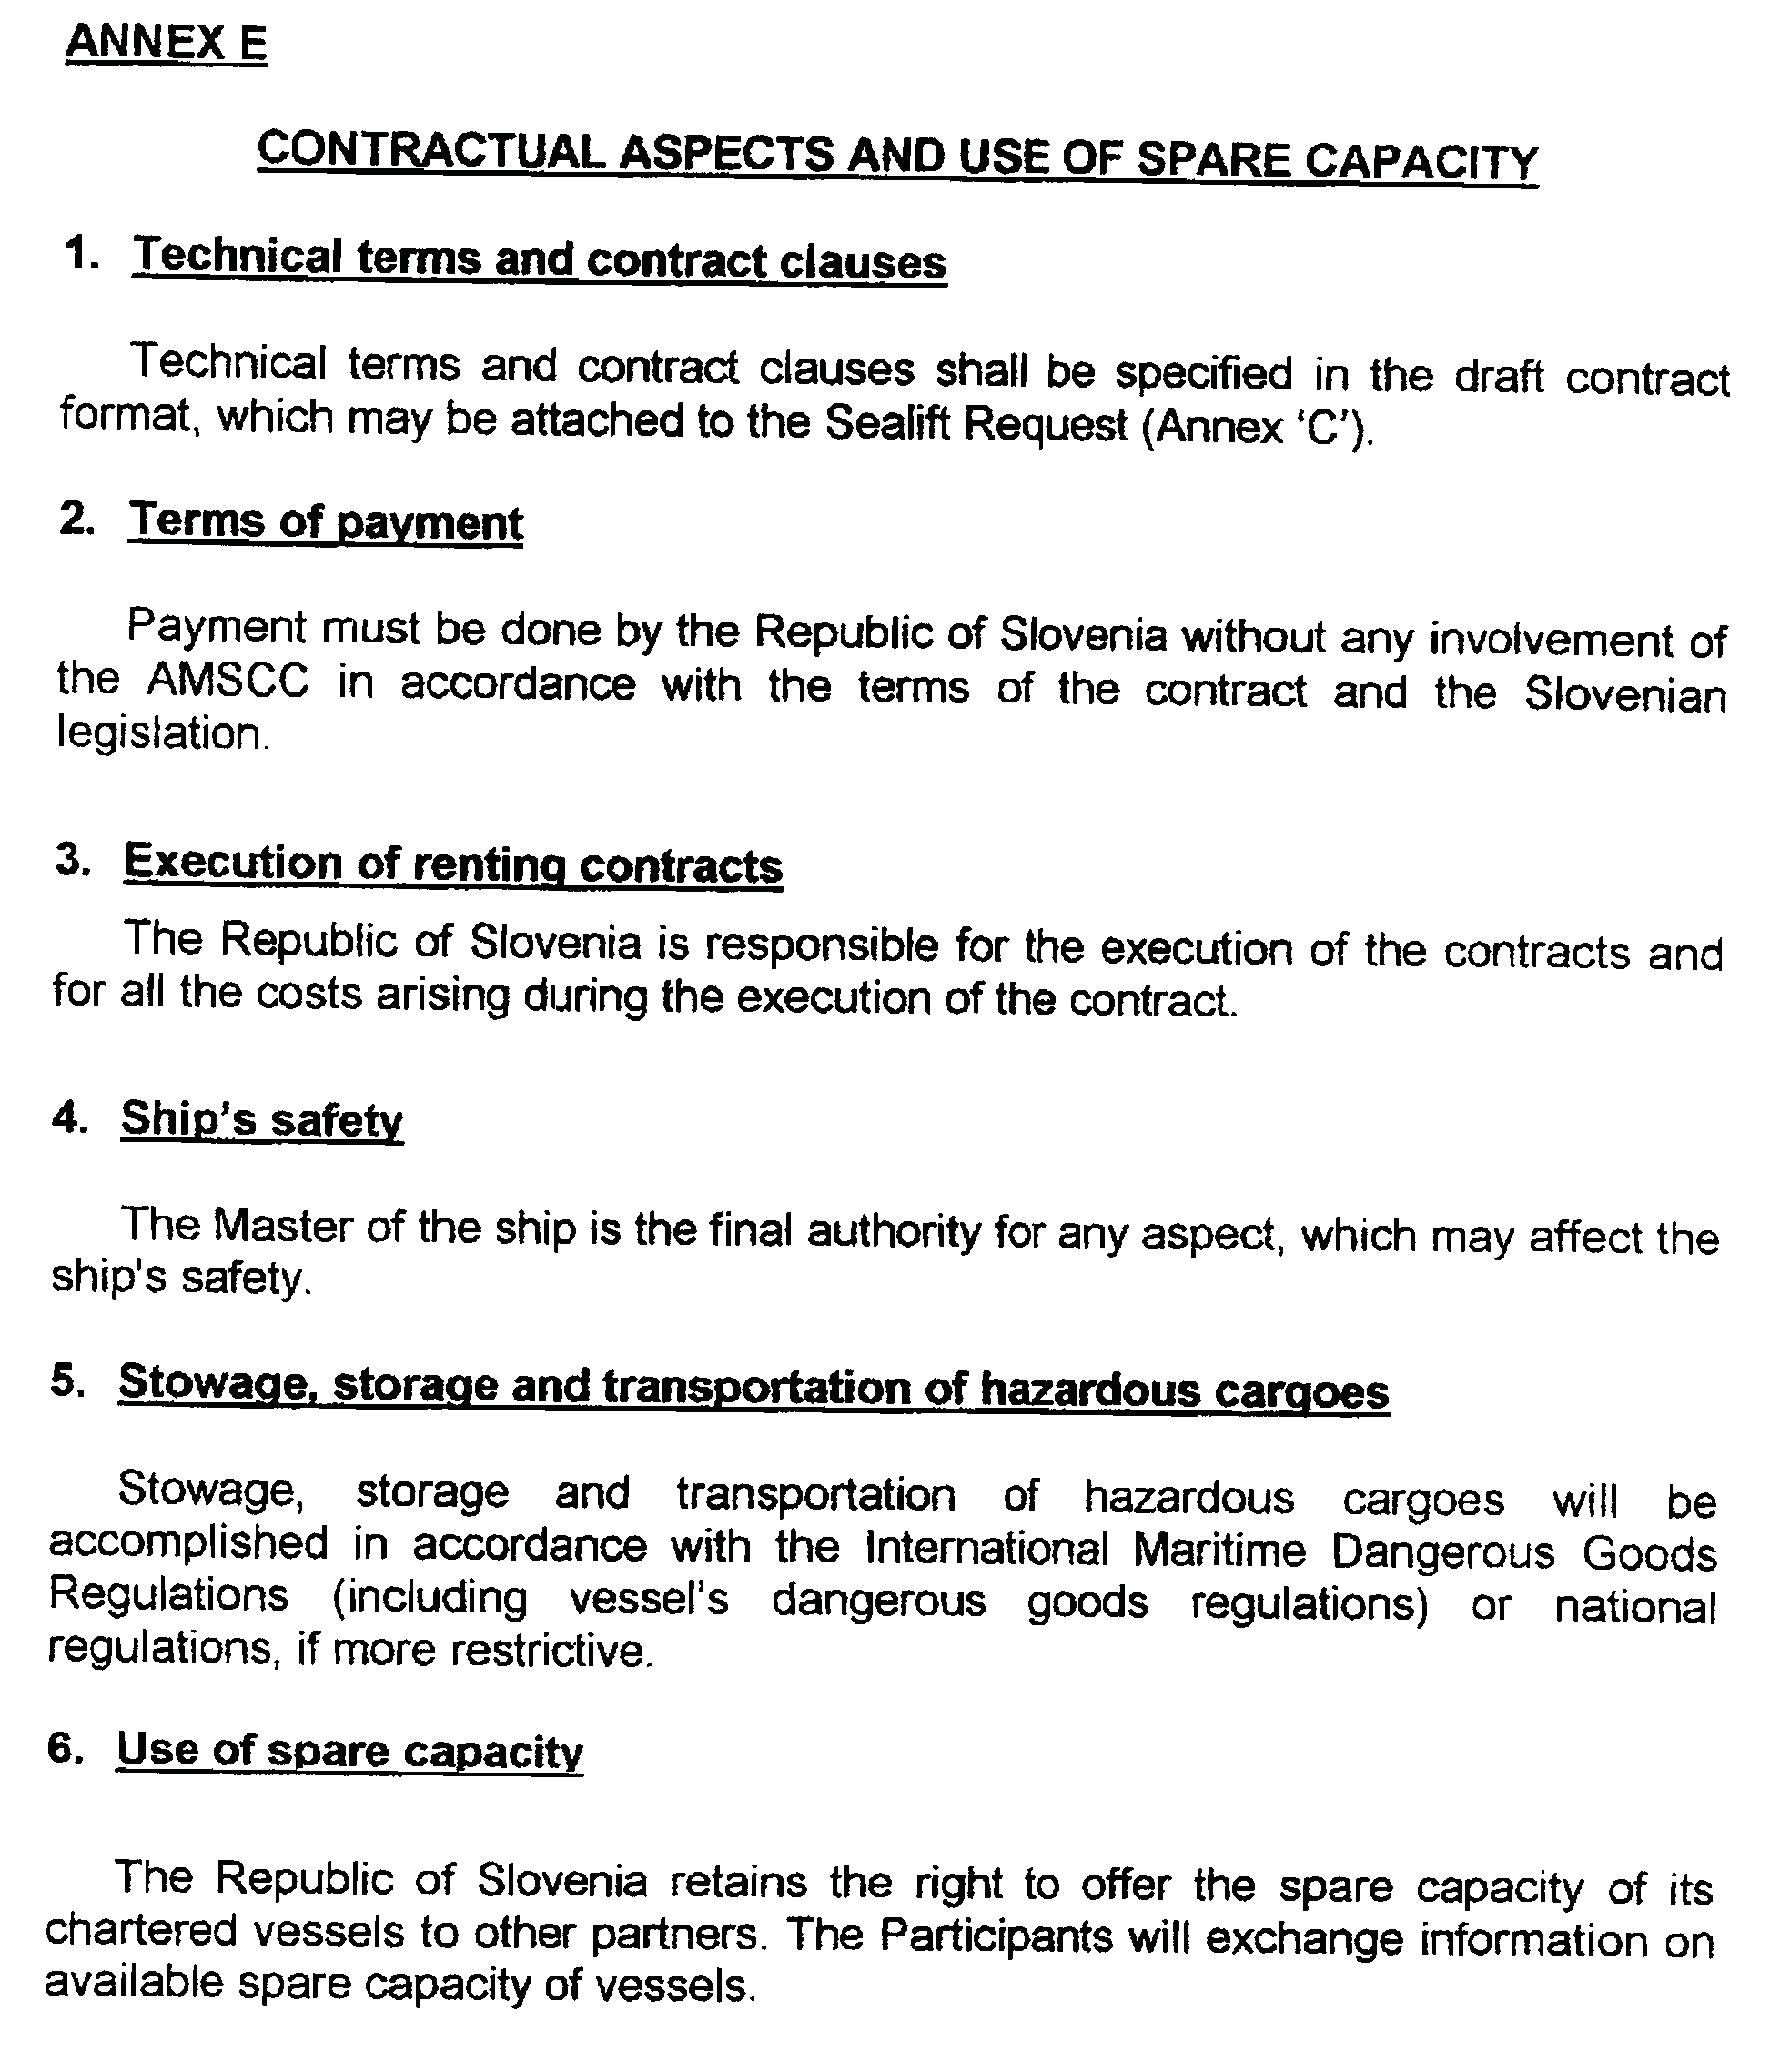 ANNEX E
CONTRACTUAL ASPECTS AND USE OF SPARE CAPACITY
1. Technical terms and contract clauses
Technical terms and contract clauses shall be specified in the draft contract
format, which may be attached to the Sealift Request (Annex ‘C’).
2. Terms of payment
Payment must be done by the Republic of Slovenia without any involvement of
the AMSCC in accordance with the terms of the contract and the Slovenian
legislation.
3. Execution of renting contracts
The Republic of Slovenia is responsible for the execution of the contracts and
for all the costs arising during the execution of the contract.
4. Ship’s safety
The Master of the ship is the final authority for any aspect, which may affect the
ship's safety.
5. Stowage, storage and transportation of hazardous cargoes
Stowage, storage and transportation of hazardous cargoes will be
accomplished in accordance with the International Maritime Dangerous Goods
Regulations (including vessel’s dangerous goods regulations) or national
regulations, if more restrictive.
6. Use of spare capacity
The Republic of Slovenia retains the right to offer the spare capacity of its
chartered vessels to other partners. The Participants will exchange information on
available spare capacity of vessels.